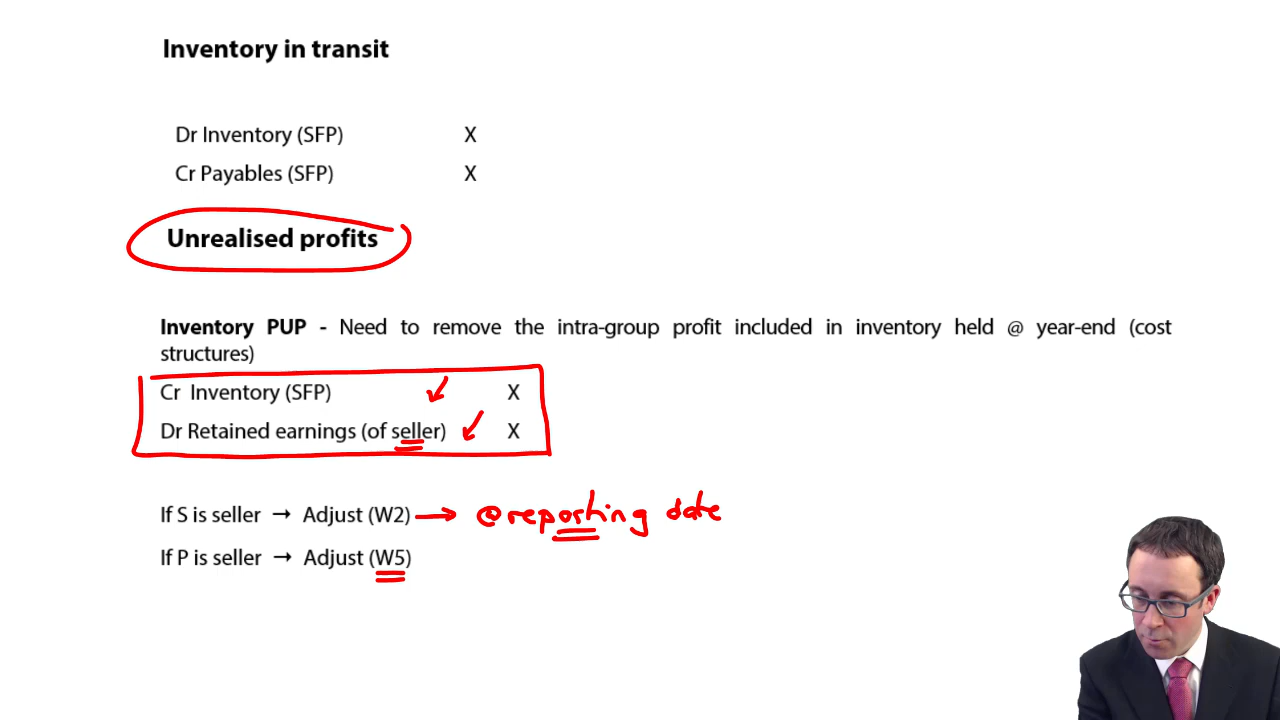 Inventory in transit
Dr Inventory (SFP) X
Cr Payables (SFP) X
Unrealised profits
Inventory PUP - Need to remove the intra-group profit included in inventory held @ year-end (cost
structures)
Cr Inventory (SFP) X
Dr Retained earnings (of seller) X
If S is seller → Adjust (W2) → @reporting date
If P is seller → Adjust (W5)